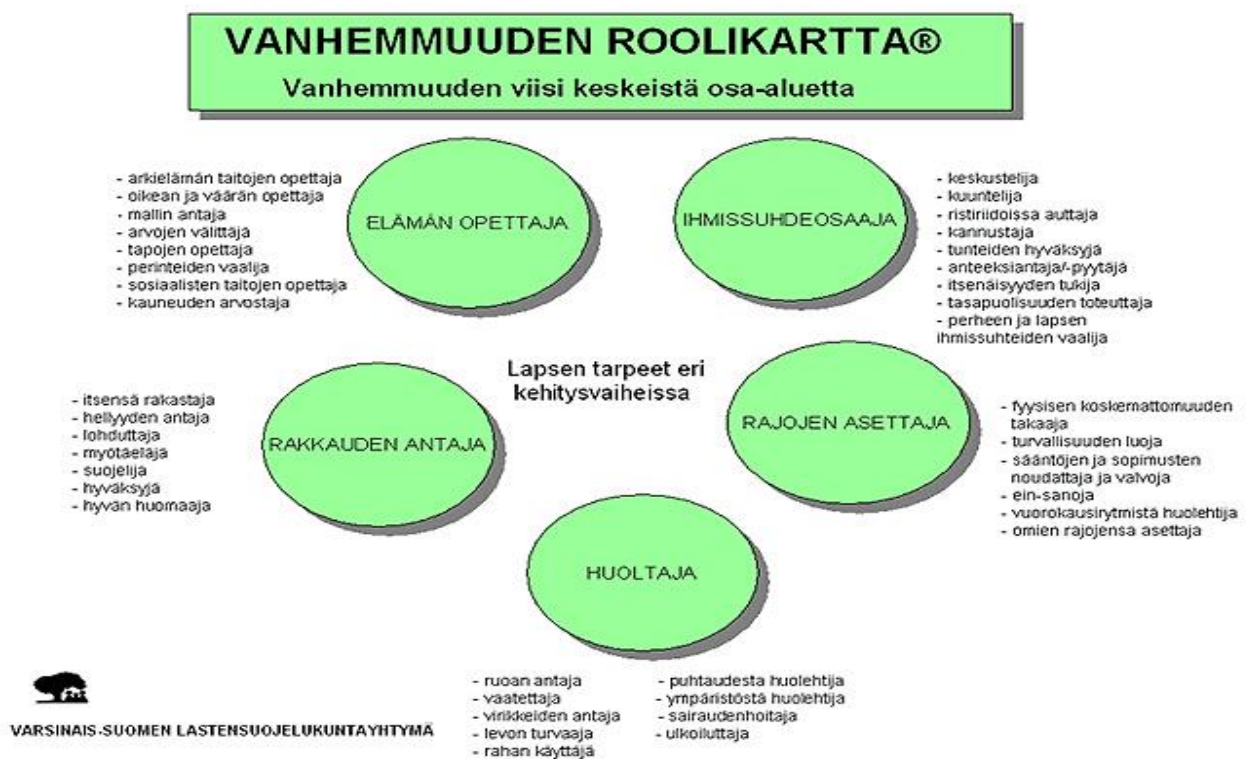 VANHEMMUUDEN ROOLIKARTTA®
Vanhemmuuden viisi keskeistä osa-aluetta
- arkielämän taitojen opettaja
- oikean ja väärän opettaja
- mallin antaja
- arvojen välittäja
- tapojen opettaja
- perinteiden vaalija
- sosiaalisten taitojen opettaja
- kauneuden arvostaja
ELÄMÄN OPETTAJA
IHMISSUHDEOSAAJA
- keskustelija
- kuuntelija
- ristiriidoissa auttaja
- kannustaja
- tunteiden hyväksyjä
- anteeksiantaja/-pyytäjä
- itsenäisyyden tukija
- tasapuolisuuden toteuttaja
- perheen ja lapsen
ihmissuhteiden vaalija
Lapsen tarpeet eri
kehitysvaiheissa
- itsensä rakastaja
- hellyyden antaja
- lohduttaja
- myötäeläjä
- suojelija
- hyväksyjä
- hyvän huomaaja
RAKKAUDEN ANTAJA
RAJOJEN ASETTAJA
- fyysisen koskemattomuuden
takaaja
- turvallisuuden luoja
- sääntöjen ja sopimusten
noudattaja ja valvoja
- ein-sanoja
- vuorokausirytmistä huolehtija
- omien rajojensa asettaja
HUOLTAJA
- ruoan antaja
- vaatettaja
- virikkeiden antaja
- levon turvaaja
- rahan käyttäjä
- puhtaudesta huolehtija
- ympäristöstä huolehtija
- sairaudenhoitaja
- ulkoiluttaja
VARSINAIS-SUOMEN LASTENSUOJELUKUNTAYHTYMÄ